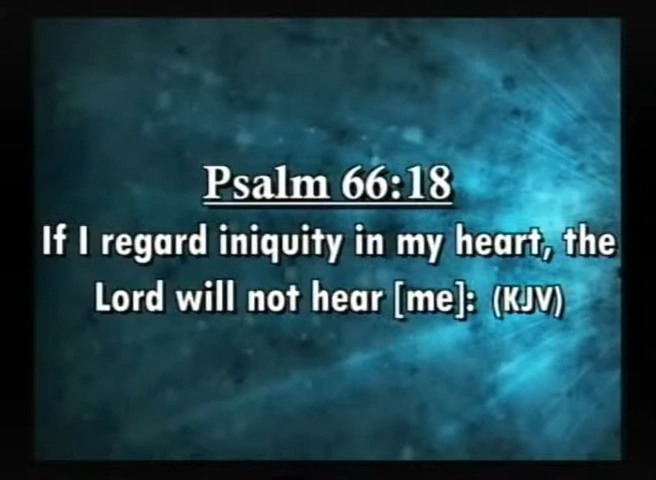 Psalm 66:18
If I regard iniquity in my heart, the
Lord will not hear [me]: (KJV)